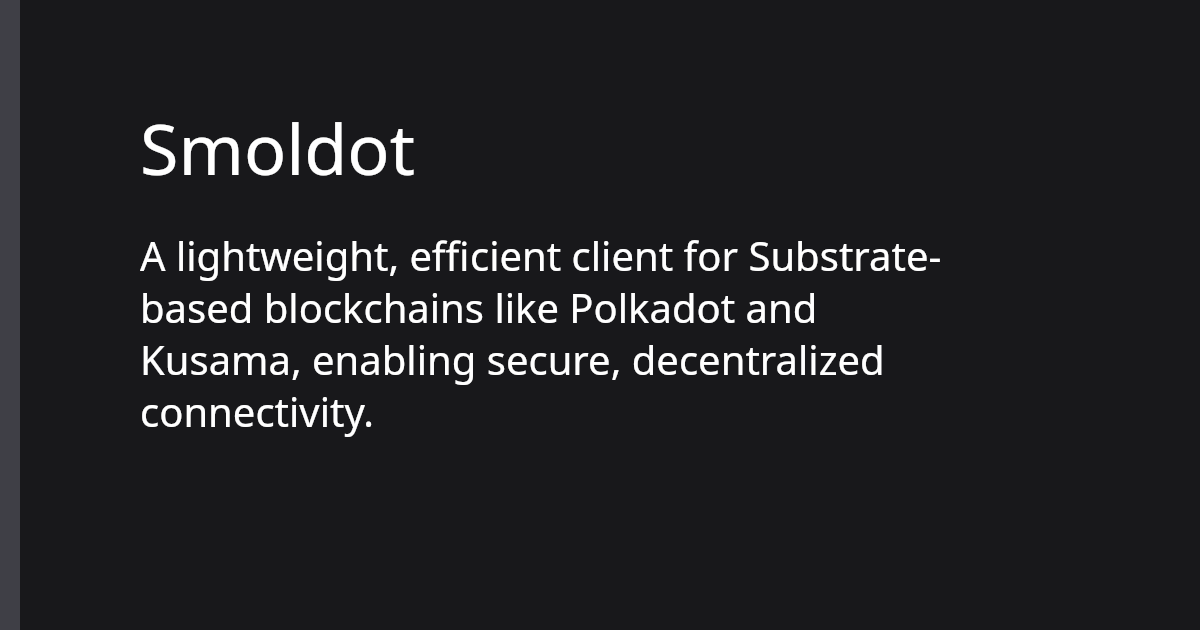 Smoldot
A lightweight, efficient client for Substrate-
based blockchains like Polkadot and
Kusama, enabling secure, decentralized
connectivity.